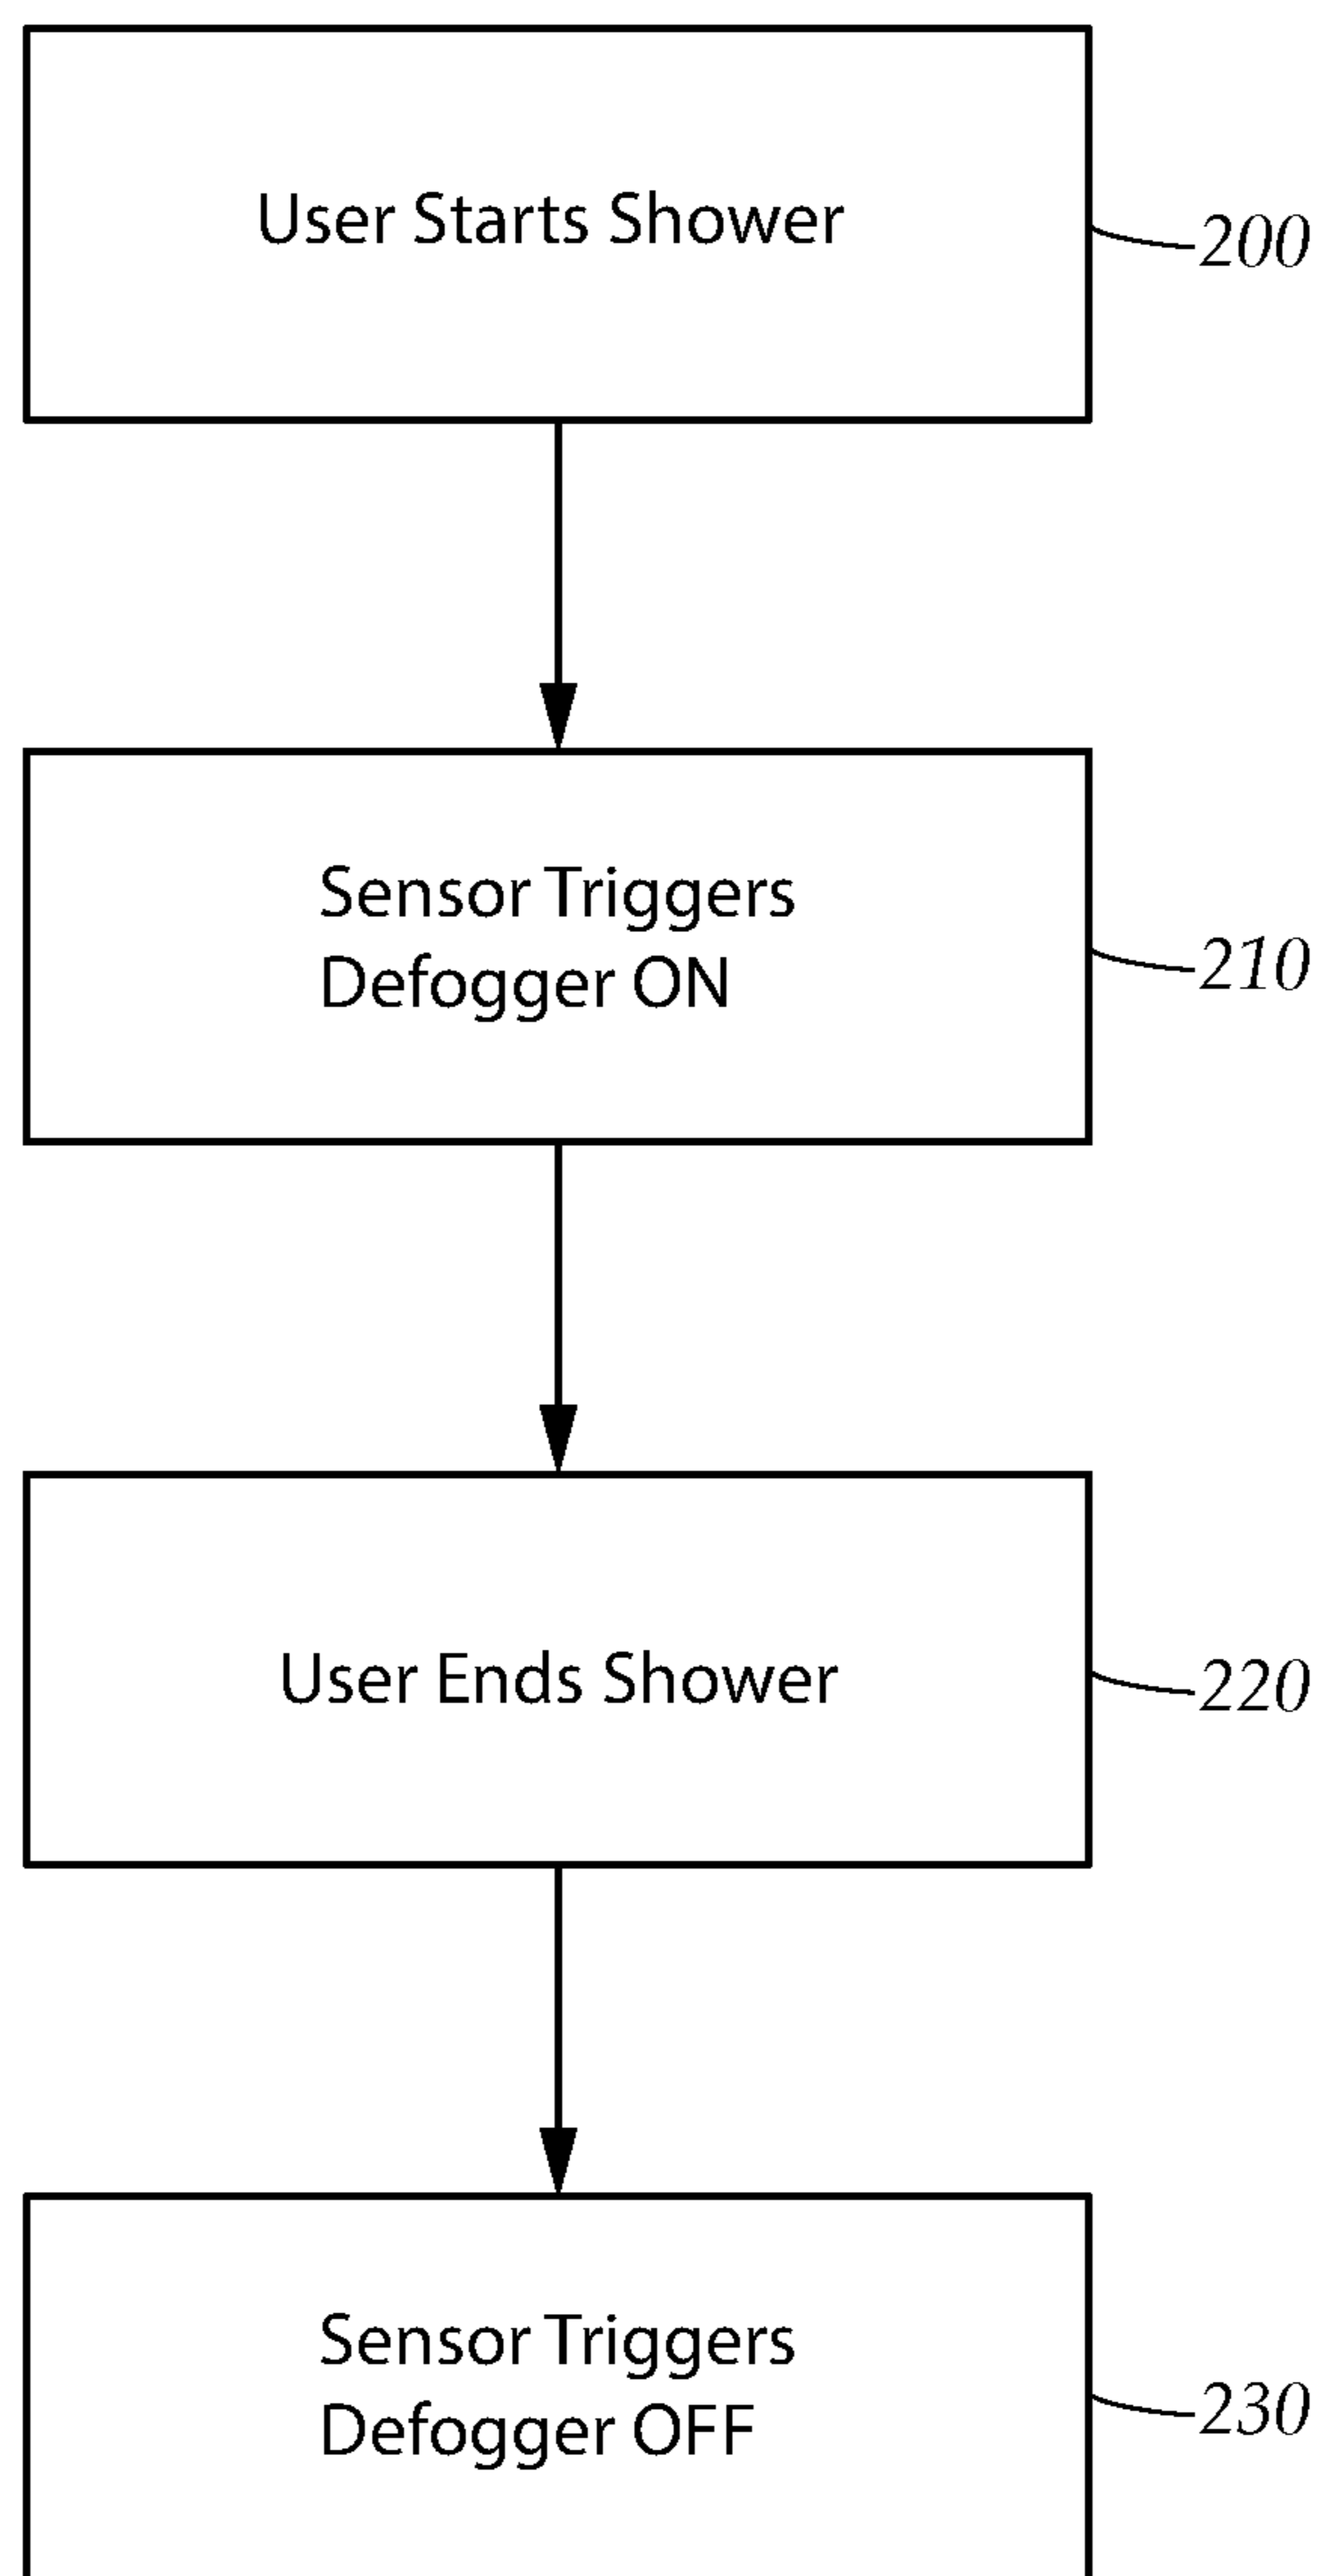 User Starts Shower
200
Sensor Triggers
Defogger ON
210
User Ends Shower
220
Sensor Triggers
Defogger OFF
230